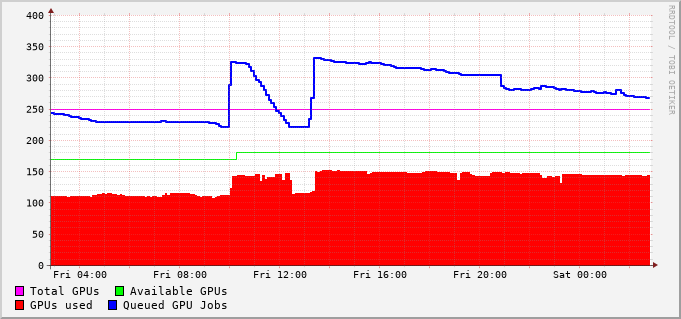 400
350
300
250
200
150
100
50
0
Fri 04:00 Fri 08:00 Fri 12:00 Fri 16:00 Fri 20:00 Sat 00:00
Total GPUs Available GPUs
GPUs used Queued GPU Jobs
RRDTOOL / TOBI OETIKER